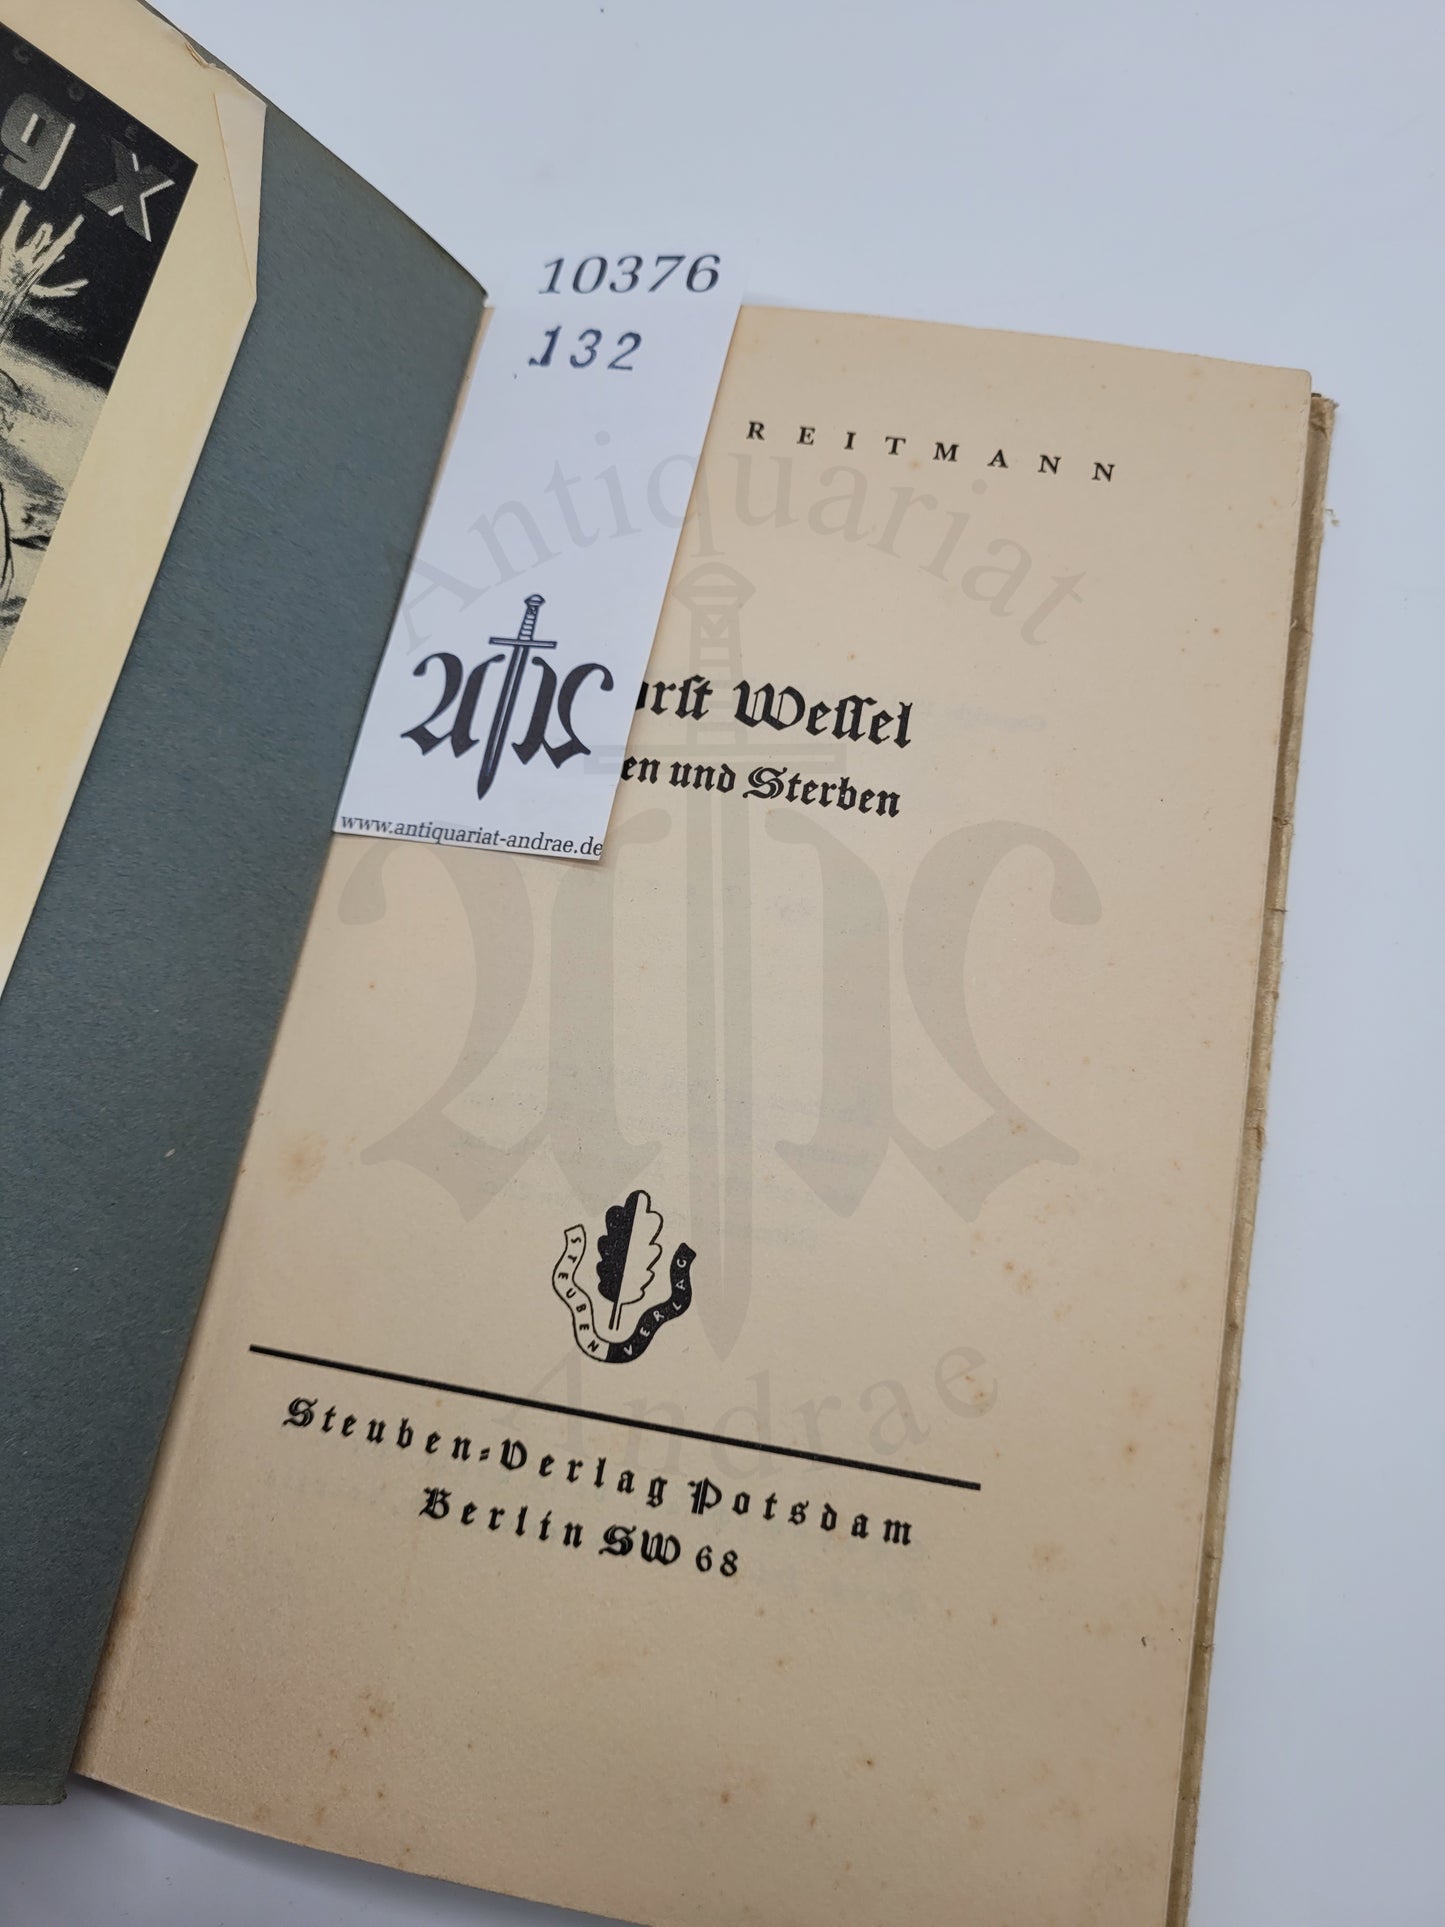 g x
10376
132
REITMANN
orst Wessel
en und Sterben
www.antiquariat-andrae.de
Antiquariat
Andrae
STEUBEN VERLAG
Steuben-Verlag Potsdam
Berlin SW 68